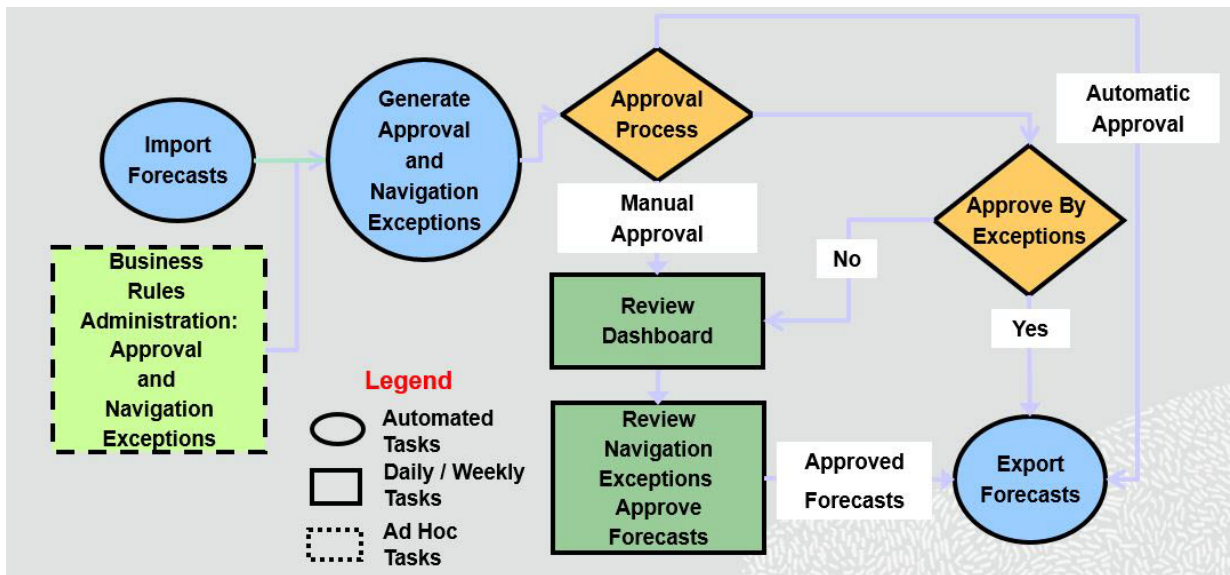 Import
Forecasts
Business
Rules
Administration:
Approval
and
Navigation
Exceptions
Generate
Approval
and
Navigation
Exceptions
Approval
Process
Automatic
Approval
Manual
Approval
Approve By
Exceptions
No
Yes
Review
Dashboard
Review
Navigation
Exceptions
Approve
Forecasts
Approved
Forecasts
Export
Forecasts
Legend
Automated
Tasks
Daily / Weekly
Tasks
Ad Hoc
Tasks